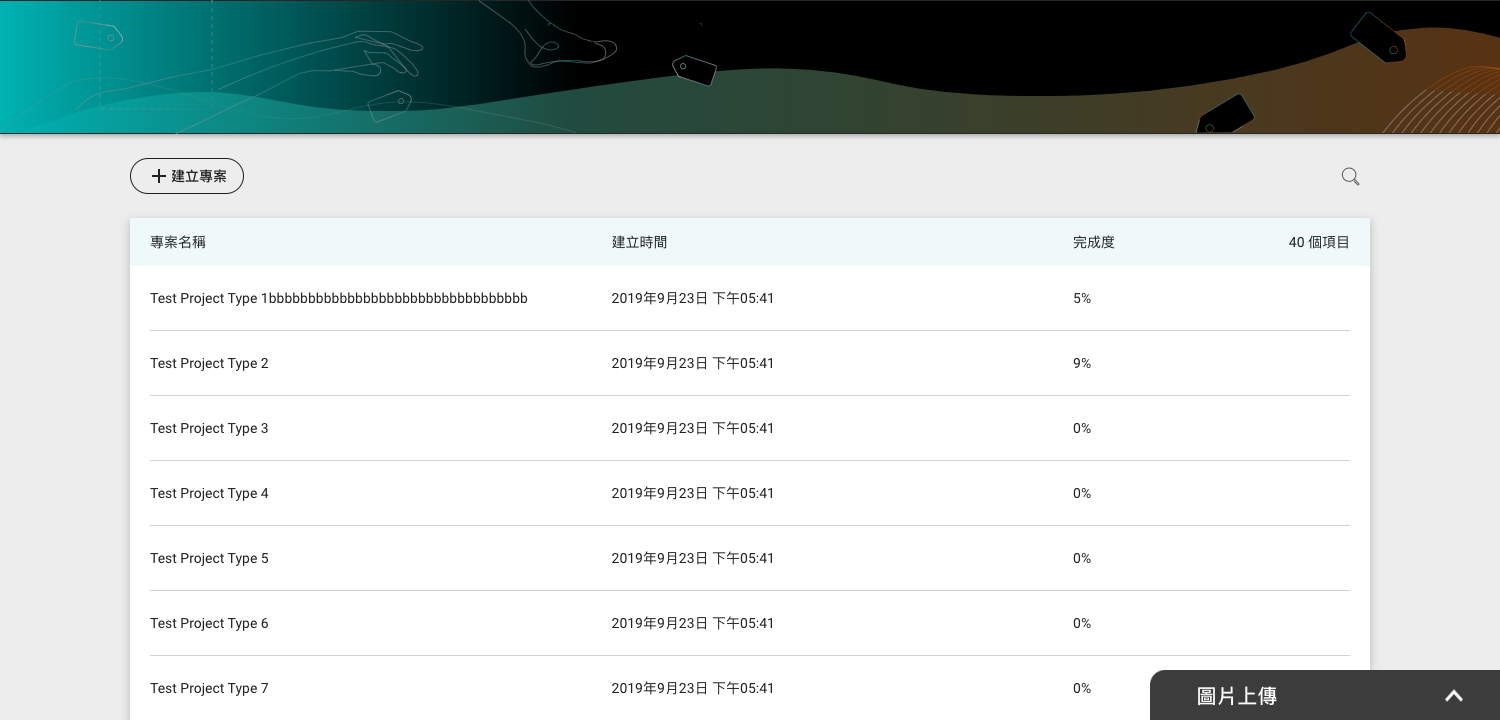 建立專案
專案名稱 建立時間 完成度 40 個項目
Test Project Type 1bbbbbbbbbbbbbbbbbbbbbbbbbbbbbbbbb 2019年9月23日 下午05:41 5%
Test Project Type 2 2019年9月23日 下午05:41 9%
Test Project Type 3 2019年9月23日 下午05:41 0%
Test Project Type 4 2019年9月23日 下午05:41 0%
Test Project Type 5 2019年9月23日 下午05:41 0%
Test Project Type 6 2019年9月23日 下午05:41 0%
Test Project Type 7 2019年9月23日 下午05:41 0%
圖片上傳